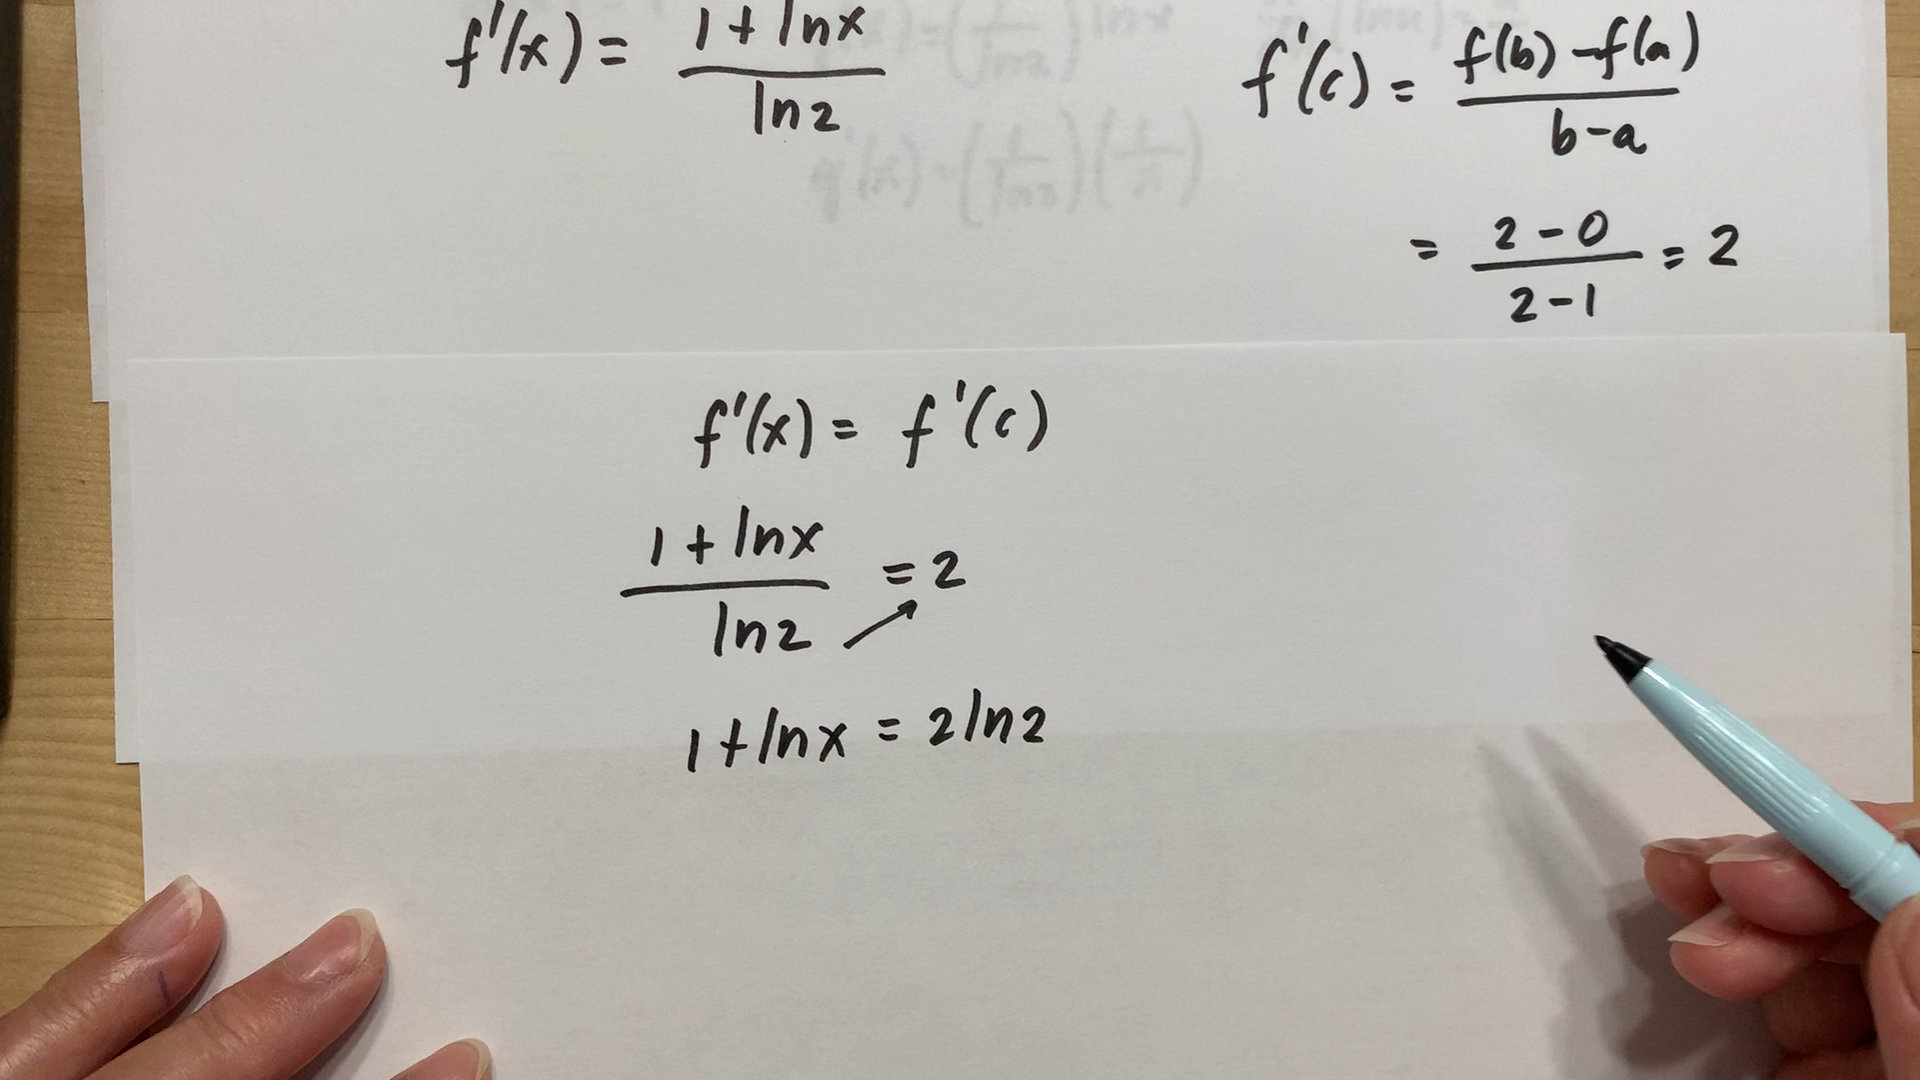 f'(x) = (1 + ln x) / (ln 2)
f'(c) = (f(b) - f(a)) / (b - a)
= (2 - 0) / (2 - 1) = 2
f'(x) = f'(c)
(1 + ln x) / (ln 2) = 2
1 + ln x = 2 ln 2